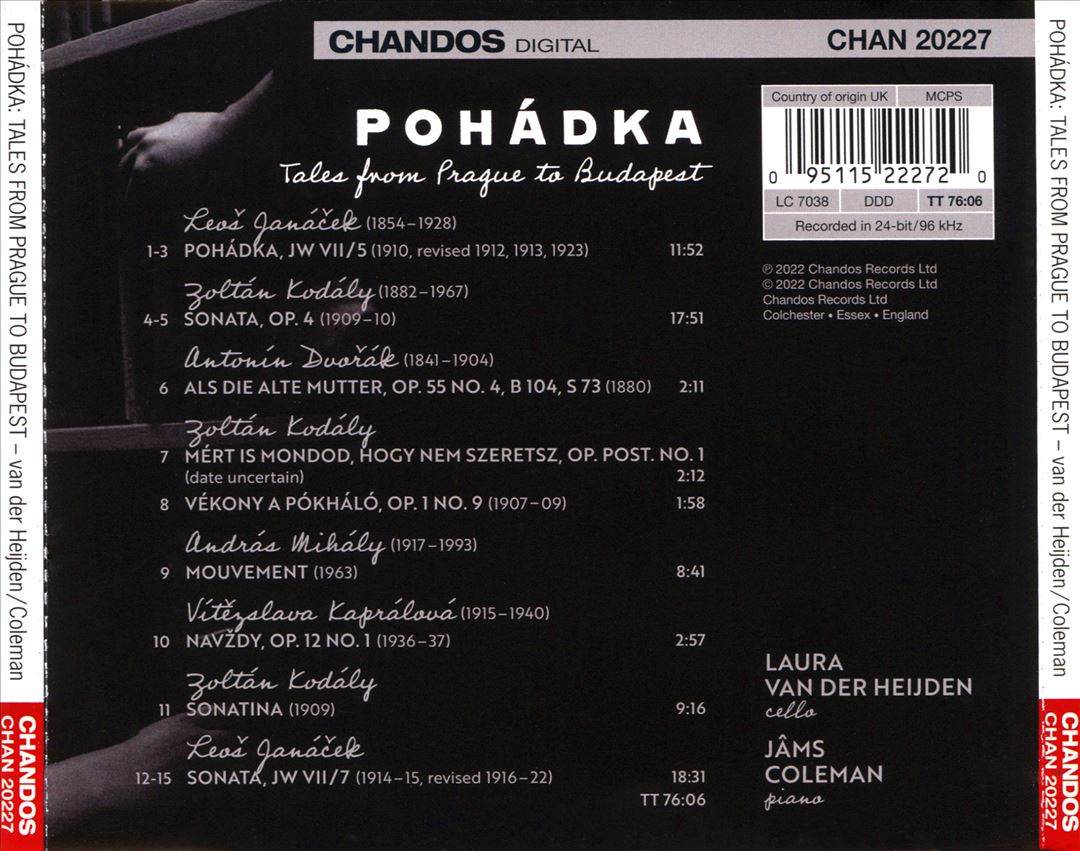 POHÁDKA: TALES FROM PRAGUE TO BUDAPEST – van der Heijden/Coleman
CHANDOS
CHAN 20227
CHANDOS DIGITAL
CHAN 20227
POHÁDKA
Tales from Prague to Budapest
Leoš Janáček (1854–1928)
1-3 POHÁDKA, JW VII/5 (1910, revised 1912, 1913, 1923) 11:52
Zoltán Kodály (1882–1967)
4-5 SONATA, OP. 4 (1909–10) 17:51
Antonín Dvořák (1841–1904)
6 ALS DIE ALTE MUTTER, OP. 55 NO. 4, B 104, S 73 (1880) 2:11
Zoltán Kodály
7 MÉRT IS MONDOD, HOGY NEM SZERETSZ, OP. POST. NO. 1
(date uncertain) 2:12
8 VÉKONY A PÓKHÁLÓ, OP. 1 NO. 9 (1907–09) 1:58
András Mihály (1917–1993)
9 MOUVEMENT (1963) 8:41
Vítězslava Kaprálová (1915–1940)
10 NAVŽDY, OP. 12 NO. 1 (1936–37) 2:57
Zoltán Kodály
11 SONATINA (1909) 9:16
Leoš Janáček
12-15 SONATA, JW VII/7 (1914–15, revised 1916–22) 18:31
TT 76:06
Country of origin UK MCPS
0 95115 22272 0
LC 7038 DDD TT 76:06
Recorded in 24-bit/96 kHz
℗ 2022 Chandos Records Ltd
© 2022 Chandos Records Ltd
Chandos Records Ltd
Colchester • Essex • England
LAURA
VAN DER HEIJDEN
cello
JÂMS
COLEMAN
piano
POHÁDKA: TALES FROM PRAGUE TO BUDAPEST – van der Heijden/Coleman
CHANDOS
CHAN 20227